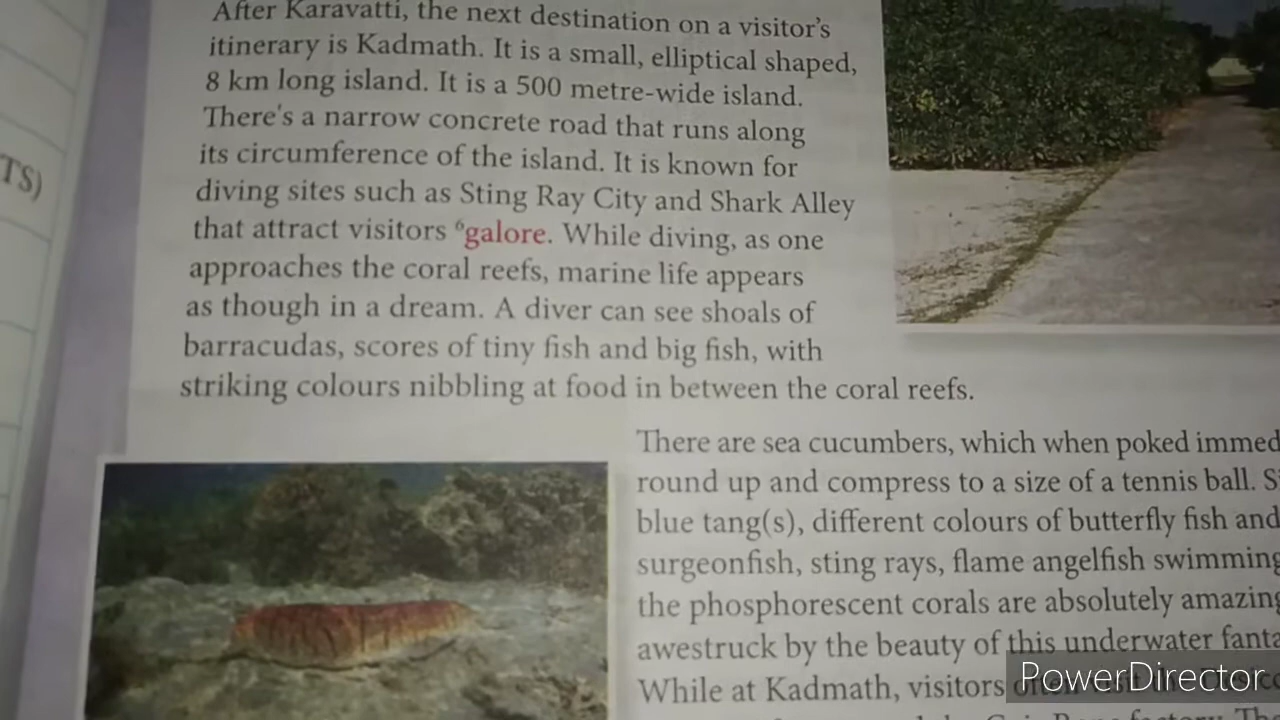 TS)
After Karavatti, the next destination on a visitor's
itinerary is Kadmath. It is a small, elliptical shaped,
8 km long island. It is a 500 metre-wide island.
There's a narrow concrete road that runs along
its circumference of the island. It is known for
diving sites such as Sting Ray City and Shark Alley
that attract visitors ⁶galore. While diving, as one
approaches the coral reefs, marine life appears
as though in a dream. A diver can see shoals of
barracudas, scores of tiny fish and big fish, with
striking colours nibbling at food in between the coral reefs.
There are sea cucumbers, which when poked immed
round up and compress to a size of a tennis ball. S
blue tang(s), different colours of butterfly fish and
surgeonfish, sting rays, flame angelfish swimming
the phosphorescent corals are absolutely amazing
awestruck by the beauty of this underwater fanta
While at Kadmath, visitors
PowerDirector